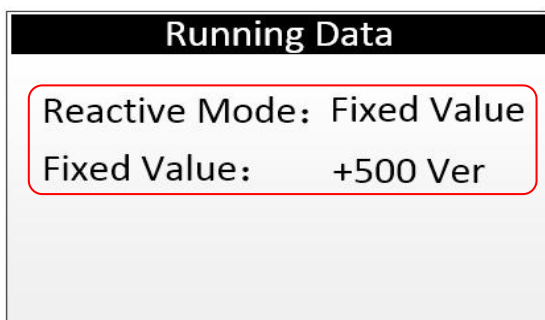 Running Data
Reactive Mode： Fixed Value
Fixed Value： +500 Ver